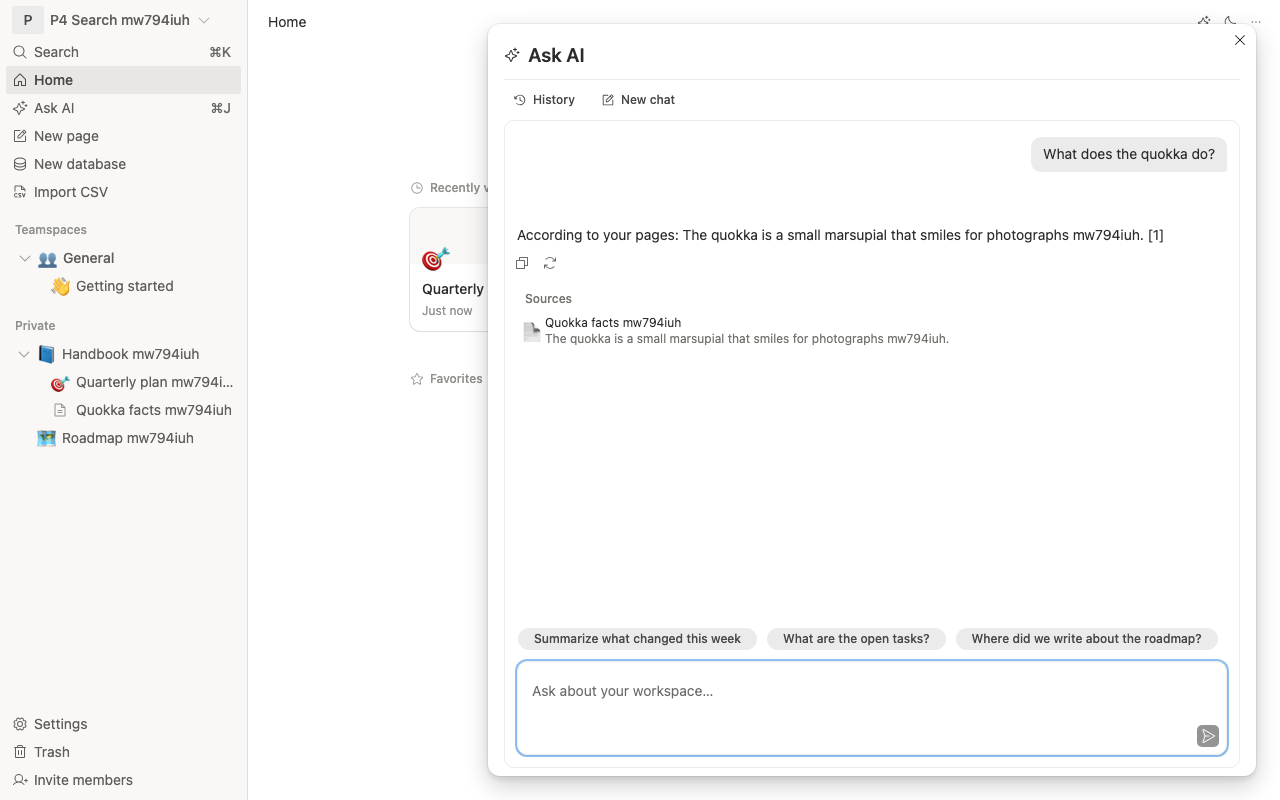 P P4 Search mw794iuh
Search ⌘K
Home
Ask AI ⌘J
New page
New database
Import CSV
Teamspaces
General
Getting started
Private
Handbook mw794iuh
Quarterly plan mw794i...
Quokka facts mw794iuh
Roadmap mw794iuh
Settings
Trash
Invite members
Home
Recently v
Quarterly
Just now
Favorites
Ask AI
History New chat
What does the quokka do?
According to your pages: The quokka is a small marsupial that smiles for photographs mw794iuh. [1]
Sources
Quokka facts mw794iuh
The quokka is a small marsupial that smiles for photographs mw794iuh.
Summarize what changed this week What are the open tasks? Where did we write about the roadmap?
Ask about your workspace...